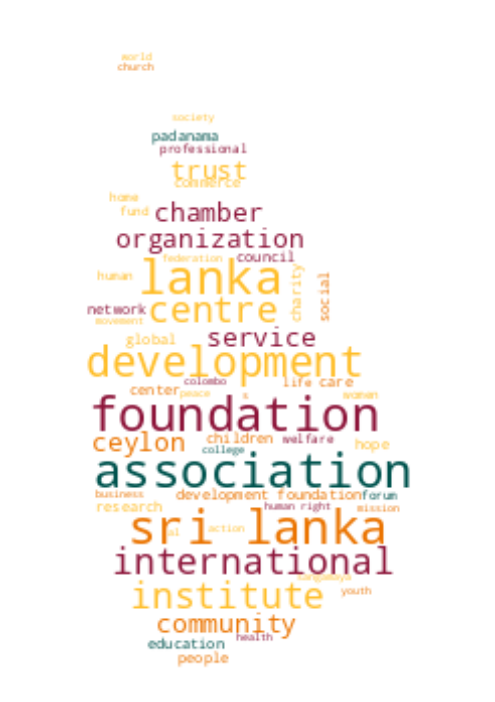 world
church
society
padanama
professional
trust
commerce
home
fund chamber
organization
federation council
human lanka charity social
network centre
movement
global service
development
colombo life care
center peace s women
foundation
ceylon children welfare hope
college
association
business development foundation forum
research human right mission
sri lanka
al action
international
sangamaya
institute youth
community
education health
people